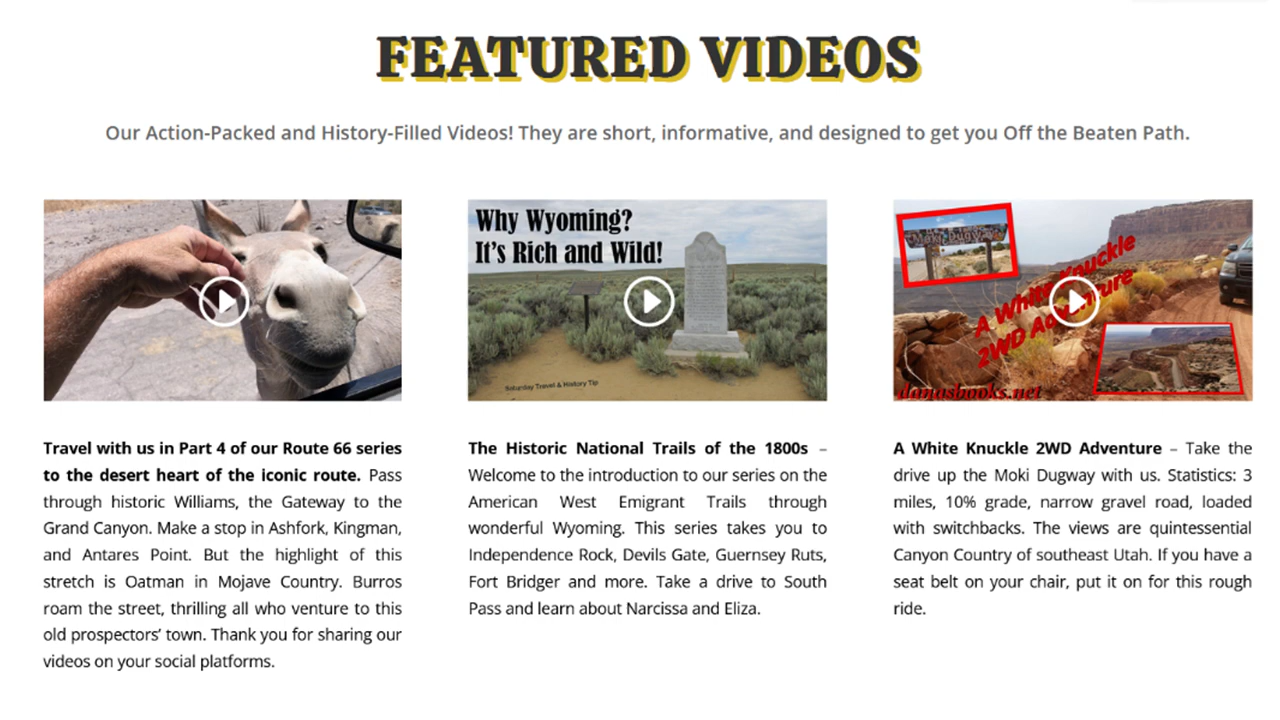 FEATURED VIDEOS
Our Action-Packed and History-Filled Videos! They are short, informative, and designed to get you Off the Beaten Path.
Why Wyoming?
It's Rich and Wild!
Saturday Travel & History Tip
Moki Dugway
A White Knuckle
2WD Adventure
danasbooks.net
Travel with us in Part 4 of our Route 66 series
to the desert heart of the iconic route. Pass
through historic Williams, the Gateway to the
Grand Canyon. Make a stop in Ashfork, Kingman,
and Antares Point. But the highlight of this
stretch is Oatman in Mojave Country. Burros
roam the street, thrilling all who venture to this
old prospectors' town. Thank you for sharing our
videos on your social platforms.
The Historic National Trails of the 1800s –
Welcome to the introduction to our series on the
American West Emigrant Trails through
wonderful Wyoming. This series takes you to
Independence Rock, Devils Gate, Guernsey Ruts,
Fort Bridger and more. Take a drive to South
Pass and learn about Narcissa and Eliza.
A White Knuckle 2WD Adventure – Take the
drive up the Moki Dugway with us. Statistics: 3
miles, 10% grade, narrow gravel road, loaded
with switchbacks. The views are quintessential
Canyon Country of southeast Utah. If you have a
seat belt on your chair, put it on for this rough
ride.